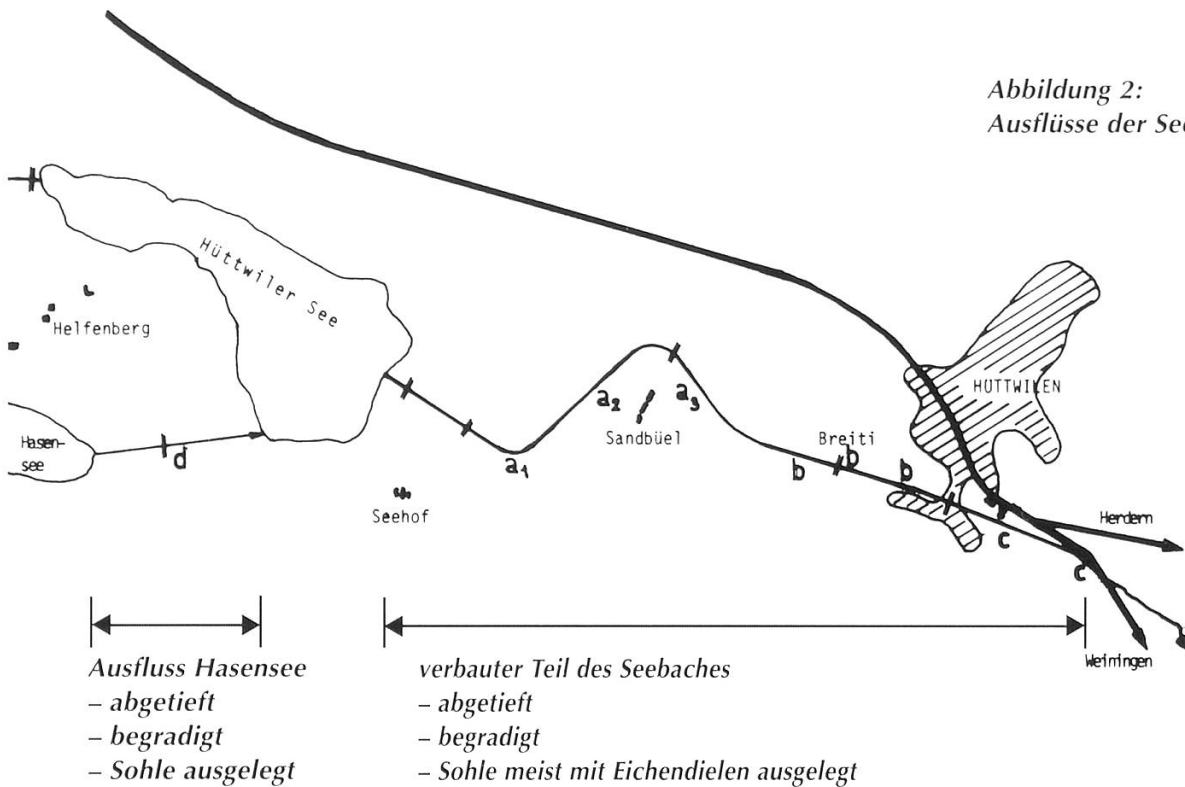 Abbildung 2:
Ausflüsse der See
Hüttwiler See
Helfenberg
HÜTTWILEN
a2
a3
Sandbüel
Breiti
Hasen-
see
d
a1
b
b
b
Seehof
Herdern
c
c
Weiningen
Ausfluss Hasensee
– abgetieft
– begradigt
– Sohle ausgelegt
verbauter Teil des Seebaches
– abgetieft
– begradigt
– Sohle meist mit Eichendielen ausgelegt